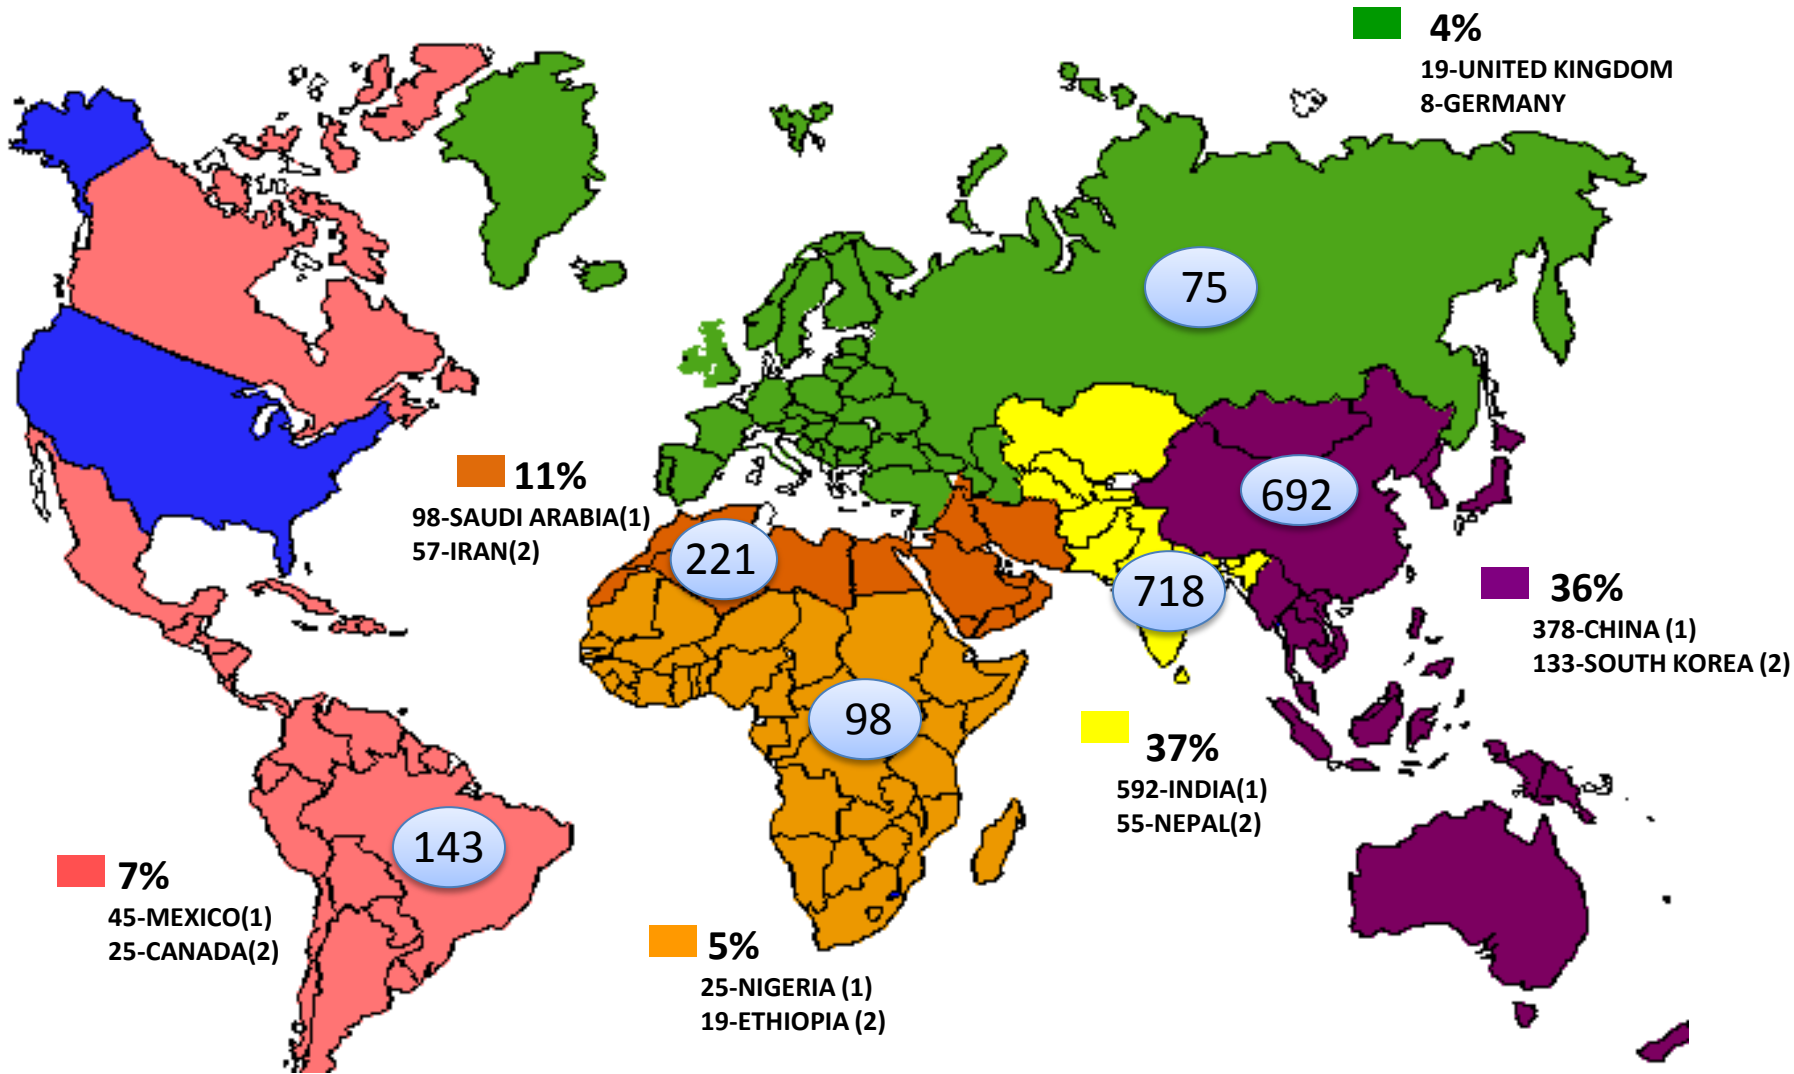 4%
19-UNITED KINGDOM
8-GERMANY
75
11%
98-SAUDI ARABIA(1)
57-IRAN(2)
221
692
718
36%
378-CHINA (1)
133-SOUTH KOREA (2)
98
37%
592-INDIA(1)
55-NEPAL(2)
143
7%
45-MEXICO(1)
25-CANADA(2)
5%
25-NIGERIA (1)
19-ETHIOPIA (2)